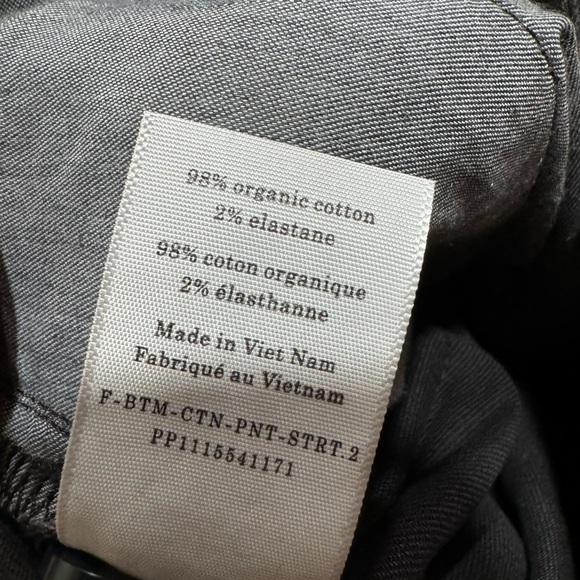 98% organic cotton
2% elastane
98% coton organique
2% élasthanne
Made in Viet Nam
Fabriqué au Vietnam
F-BTM-CTN-PNT-STRT.2
PP1115541171